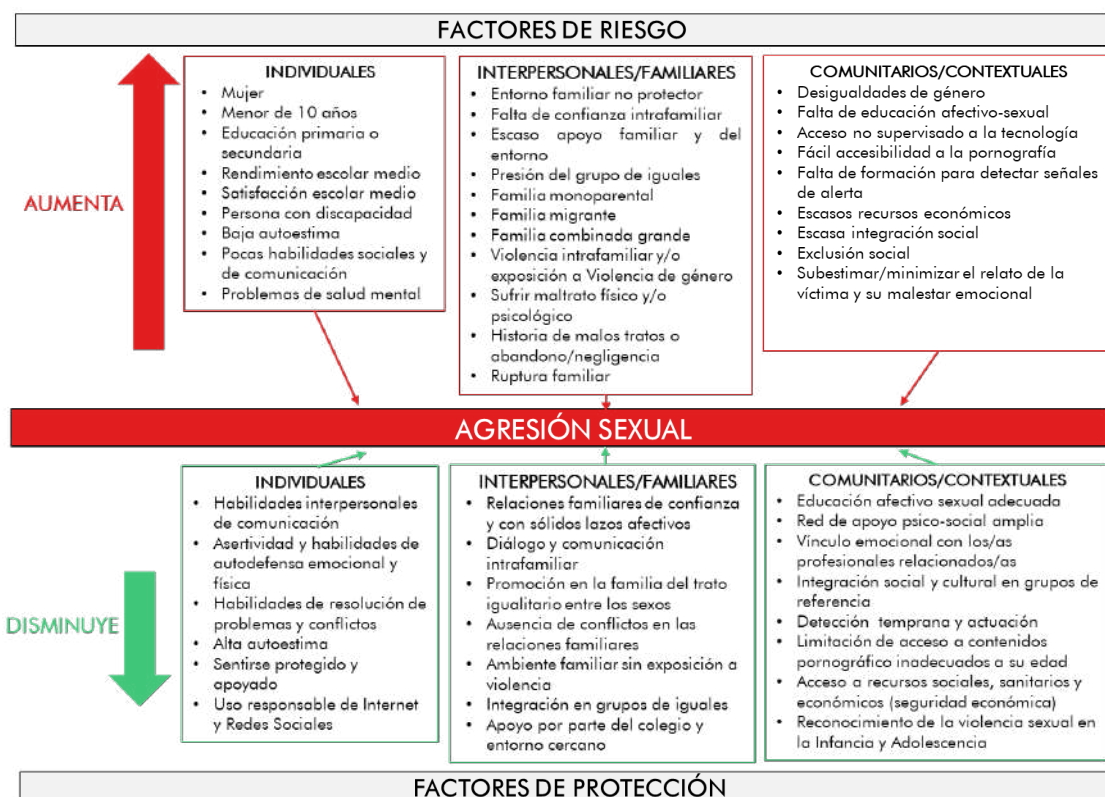 FACTORES DE RIESGO
AUMENTA
INDIVIDUALES
• Mujer
• Menor de 10 años
• Educación primaria o
secundaria
• Rendimiento escolar medio
• Satisfacción escolar medio
• Persona con discapacidad
• Baja autoestima
• Pocas habilidades sociales y
de comunicación
• Problemas de salud mental
INTERPERSONALES/FAMILIARES
• Entorno familiar no protector
• Falta de confianza intrafamiliar
• Escaso apoyo familiar y del
entorno
• Presión del grupo de iguales
• Familia monoparental
• Familia migrante
• Familia combinada grande
• Violencia intrafamiliar y/o
exposición a Violencia de género
• Sufrir maltrato físico y/o
psicológico
• Historia de malos tratos o
abandono/negligencia
• Ruptura familiar
COMUNITARIOS/CONTEXTUALES
• Desigualdades de género
• Falta de educación afectivo-sexual
• Acceso no supervisado a la tecnología
• Fácil accesibilidad a la pornografía
• Falta de formación para detectar señales
de alerta
• Escasos recursos económicos
• Escasa integración social
• Exclusión social
• Subestimar/minimizar el relato de la
víctima y su malestar emocional
AGRESIÓN SEXUAL
DISMINUYE
INDIVIDUALES
• Habilidades interpersonales
de comunicación
• Asertividad y habilidades de
autodefensa emocional y
física
• Habilidades de resolución de
problemas y conflictos
• Alta autoestima
• Sentirse protegido y
apoyado
• Uso responsable de Internet
y Redes Sociales
INTERPERSONALES/FAMILIARES
• Relaciones familiares de confianza
y con sólidos lazos afectivos
• Diálogo y comunicación
intrafamiliar
• Promoción en la familia del trato
igualitario entre los sexos
• Ausencia de conflictos en las
relaciones familiares
• Ambiente familiar sin exposición a
violencia
• Integración en grupos de iguales
• Apoyo por parte del colegio y
entorno cercano
COMUNITARIOS/CONTEXTUALES
• Educación afectivo sexual adecuada
• Red de apoyo psico-social amplia
• Vínculo emocional con los/as
profesionales relacionados/as
• Integración social y cultural en grupos de
referencia
• Detección temprana y actuación
• Limitación de acceso a contenidos
pornográfico inadecuados a su edad
• Acceso a recursos sociales, sanitarios y
económicos (seguridad económica)
• Reconocimiento de la violencia sexual en
la Infancia y Adolescencia
FACTORES DE PROTECCIÓN